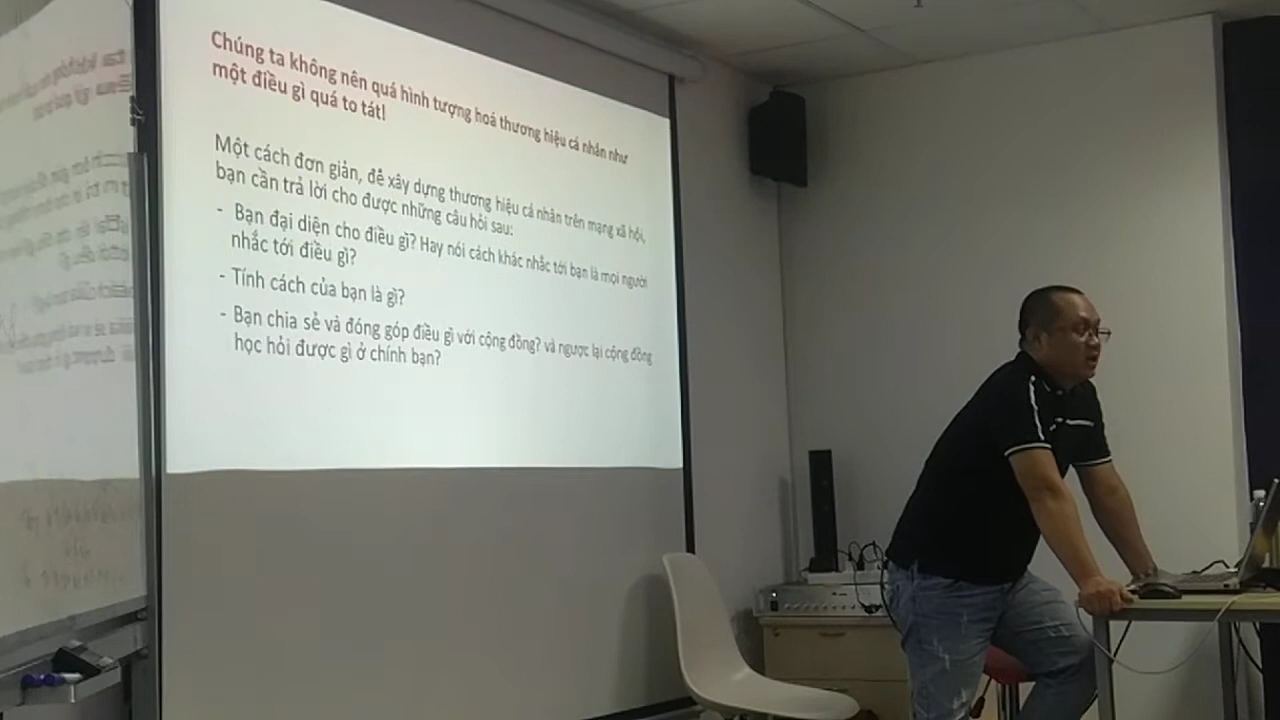 Chúng ta không nên quá hình tượng hoá thương hiệu cá nhân như
một điều gì quá to tát!
Một cách đơn giản, để xây dựng thương hiệu cá nhân trên mạng xã hội,
bạn cần trả lời cho được những câu hỏi sau:
- Bạn đại diện cho điều gì? Hay nói cách khác nhắc tới bạn là mọi người
nhắc tới điều gì?
- Tính cách của bạn là gì?
- Bạn chia sẻ và đóng góp điều gì với cộng đồng? và ngược lại cộng đồng
học hỏi được gì ở chính bạn?